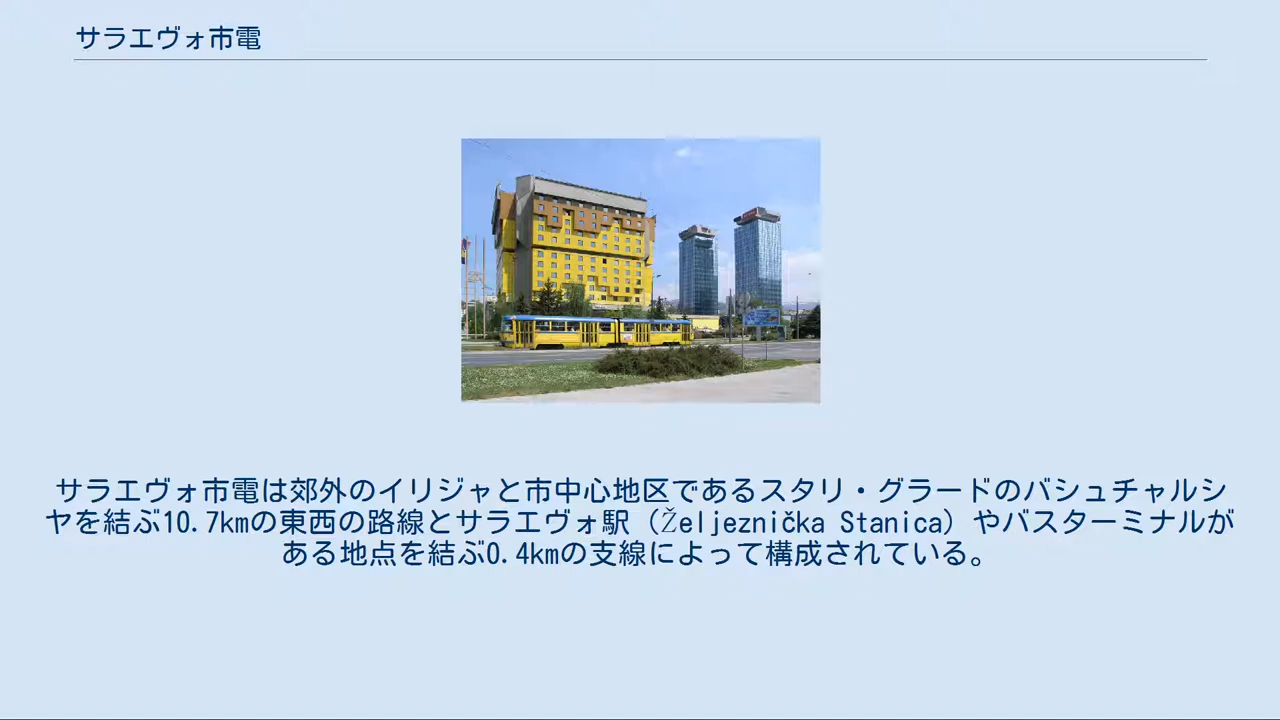 サラエヴォ市電
サラエヴォ市電は郊外のイリジャと市中心地区であるスタリ・グラードのバシュチャルシ
ヤを結ぶ10.7kmの東西の路線とサラエヴォ駅（Željeznička Stanica）やバスターミナルが
ある地点を結ぶ0.4kmの支線によって構成されている。